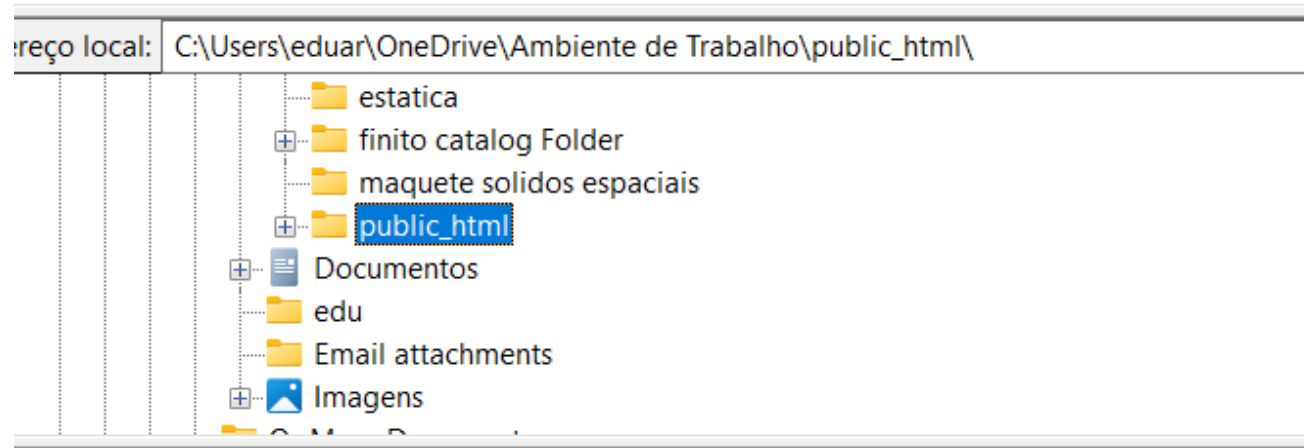 ereço local: C:\Users\eduar\OneDrive\Ambiente de Trabalho\public_html\
estatica
finito catalog Folder
maquete solidos espaciais
public_html
Documentos
edu
Email attachments
Imagens